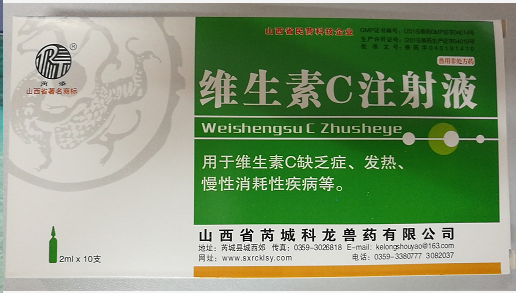 山西省民营科技企业
兽用非处方药
芮海
山西省著名商标
维生素C注射液
Weishengsu C Zhusheye
用于维生素C缺乏症、发热、
慢性消耗性疾病等。
2ml x 10支
山西省芮城科龙兽药有限公司
地址：芮城县城西郊 传真：0359-3026818 E-mail: kelongshouyao@163.com
网址：www.sxrcklsy.com 电话：0359-3380777 3082037